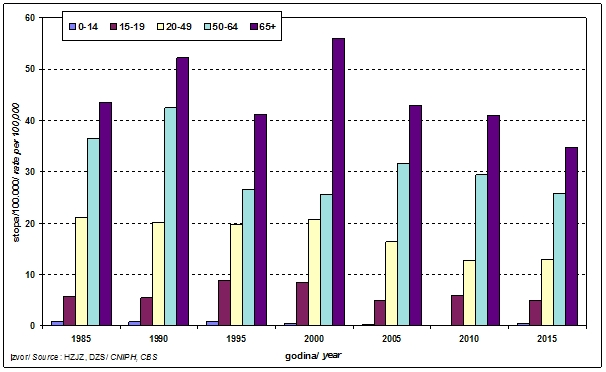 0-14 15-19 20-49 50-64 65+
60
50
40
30
20
10
0
stopa/100.000/ rate per 100,000
1985 1990 1995 2000 2005 2010 2015
godina/ year
Izvor/ Source: HZJZ, DZS/ CNIPH, CBS